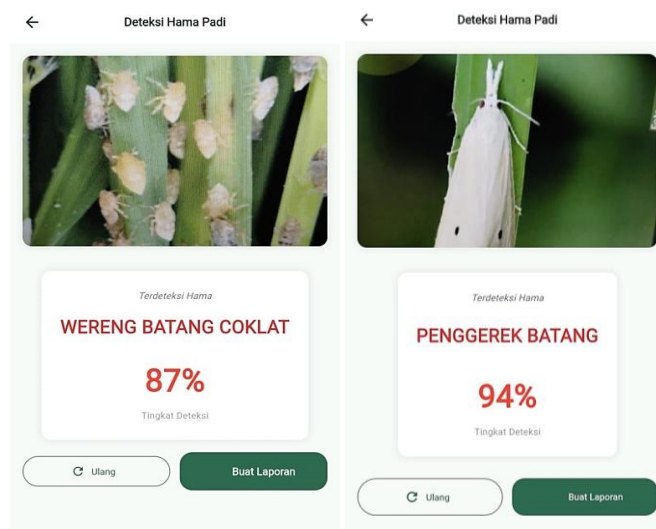 Deteksi Hama Padi
Terdeteksi Hama
WERENG BATANG COKLAT
87%
Tingkat Deteksi
Ulang
Buat Laporan
Deteksi Hama Padi
Terdeteksi Hama
PENGGEREK BATANG
94%
Tingkat Deteksi
Ulang
Buat Laporan